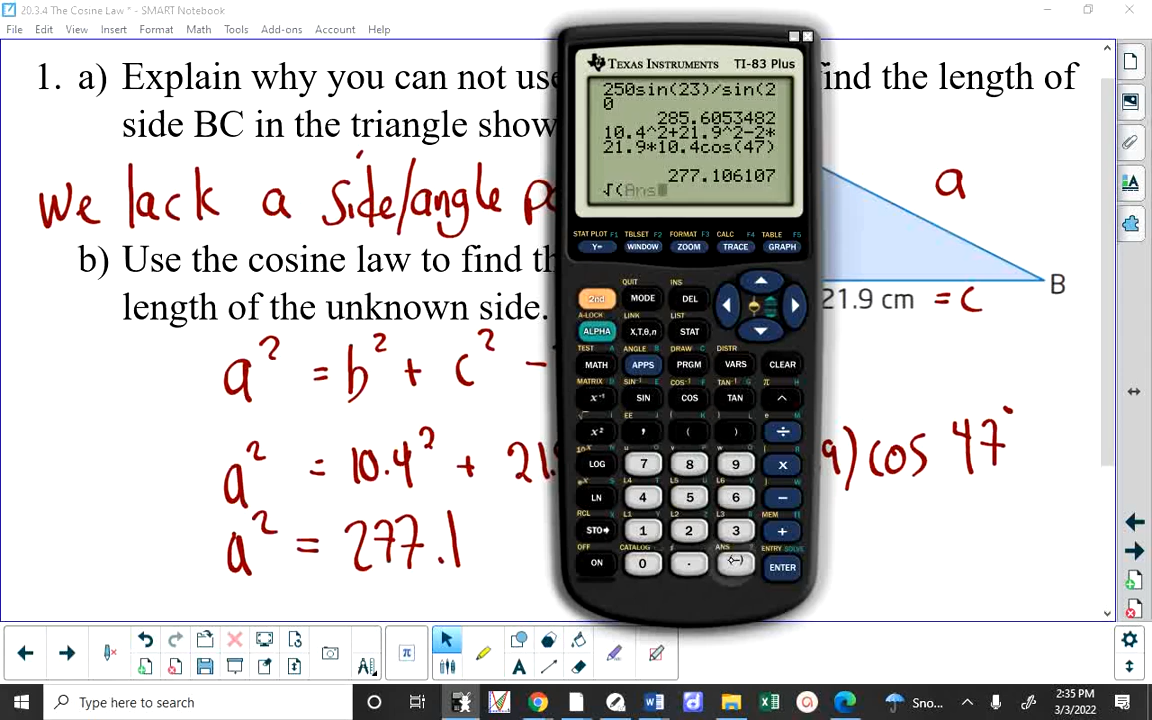 20.3.4 The Cosine Law * - SMART Notebook
File Edit View Insert Format Math Tools Add-ons Account Help
1. a) Explain why you can not use find the length of
side BC in the triangle show
we lack a side/angle
a
b) Use the cosine law to find
length of the unknown side.
21.9 cm = c
B
a² = b² + c² -
a² = 10.4² + 21. 9) cos 47°
a² = 277.1
TEXAS INSTRUMENTS TI-83 Plus
250sin(23)/sin(2
0
285.6053482
10.4^2+21.9^2-2*
21.9*10.4cos(47)
277.106107
√(Ans
STAT PLOT F1 TBLSET F2 FORMAT F3 CALC F4 TABLE F5
Y= WINDOW ZOOM TRACE GRAPH
QUIT INS
2nd MODE DEL
A-LOCK LINK LIST
ALPHA X,T,θ,n STAT
TEST A ANGLE B DRAW C DISTR
MATH APPS PRGM VARS CLEAR
MATRIX D SIN⁻¹ E COS⁻¹ F TAN⁻¹ G π H
x⁻¹ SIN COS TAN ^
EE
x² , ( ) ÷
LOG 7 8 9 x
LN 4 5 6 −
RCL MEM
STO➔ 1 2 3 +
OFF CATALOG ANS ENTRY SOLVE
ON 0 . (−) ENTER
π
A
Type here to search
Sno...
2:35 PM
3/3/2022